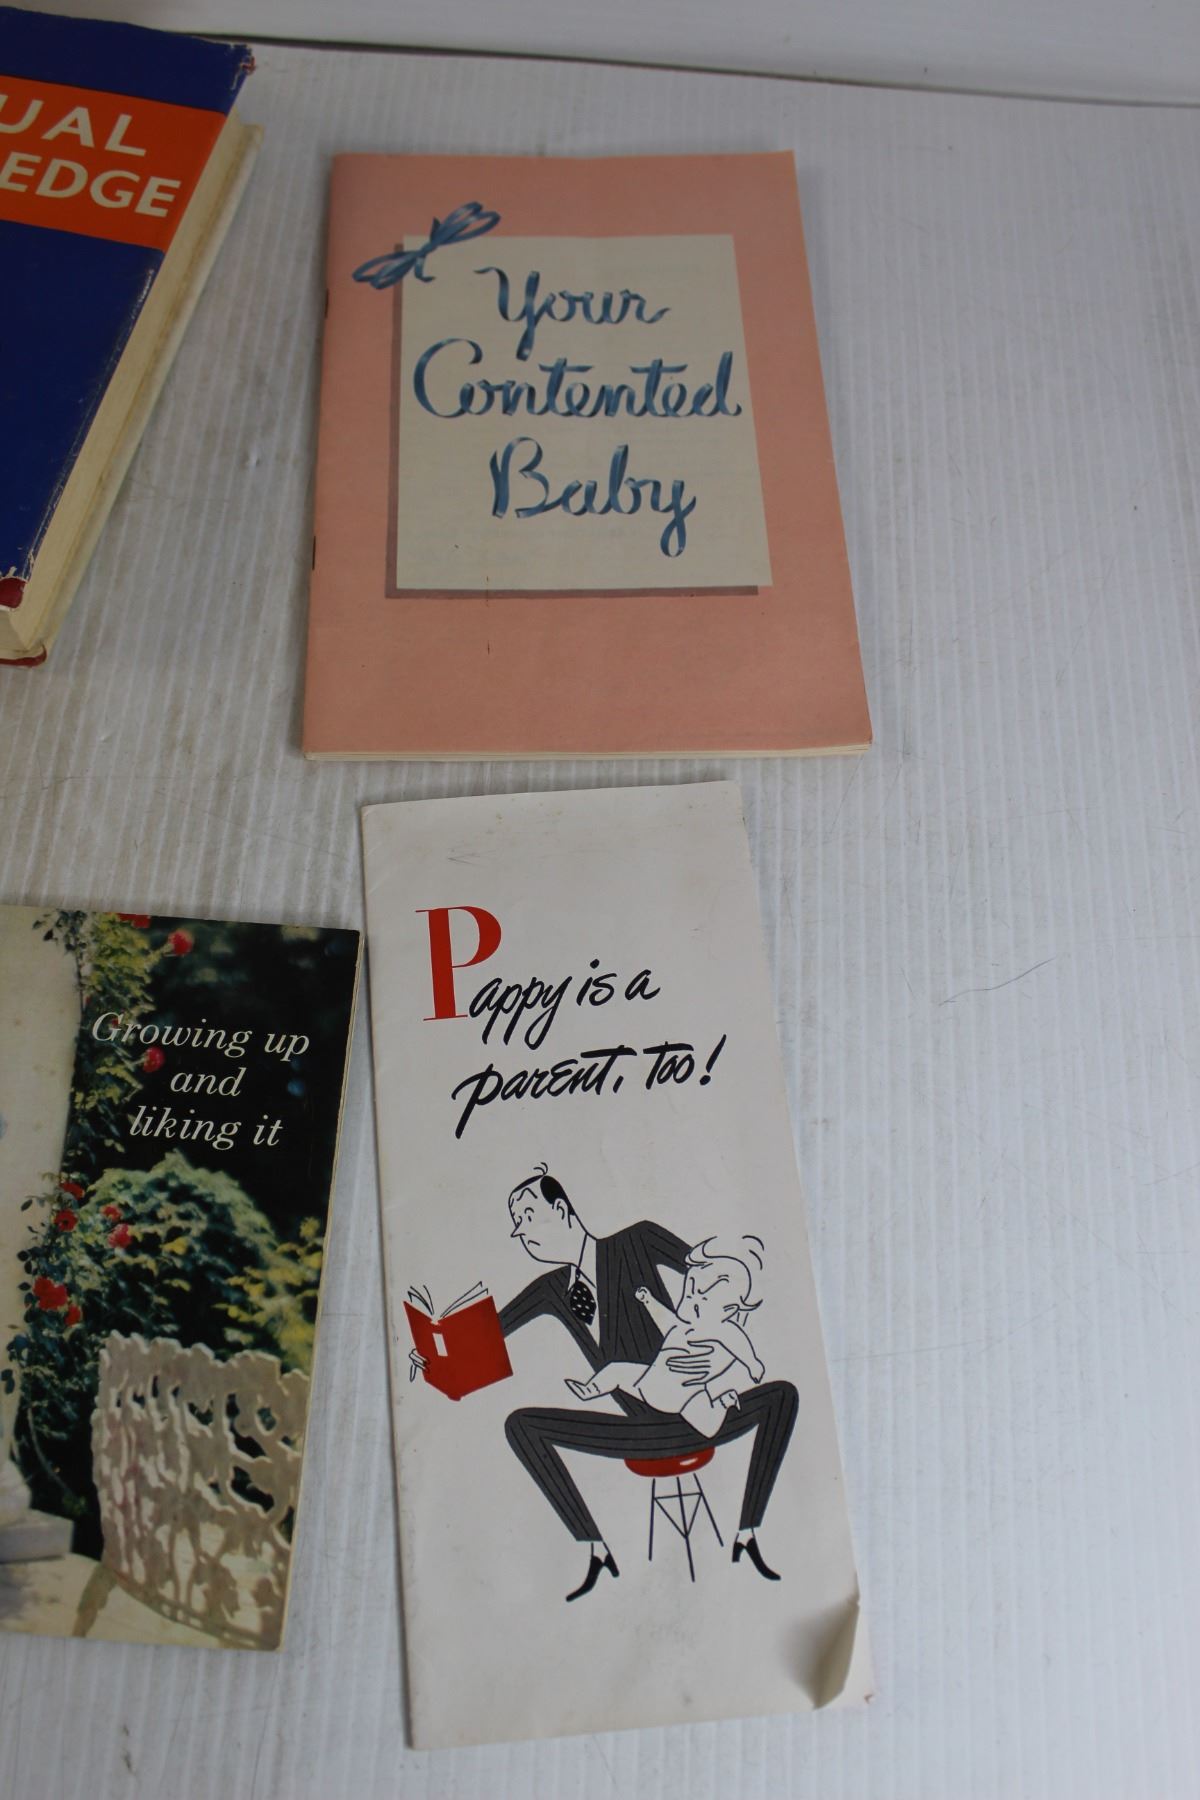 UAL
EDGE
Your
Contented
Baby
Growing up
and
liking it
Pappy is a
parent, too!